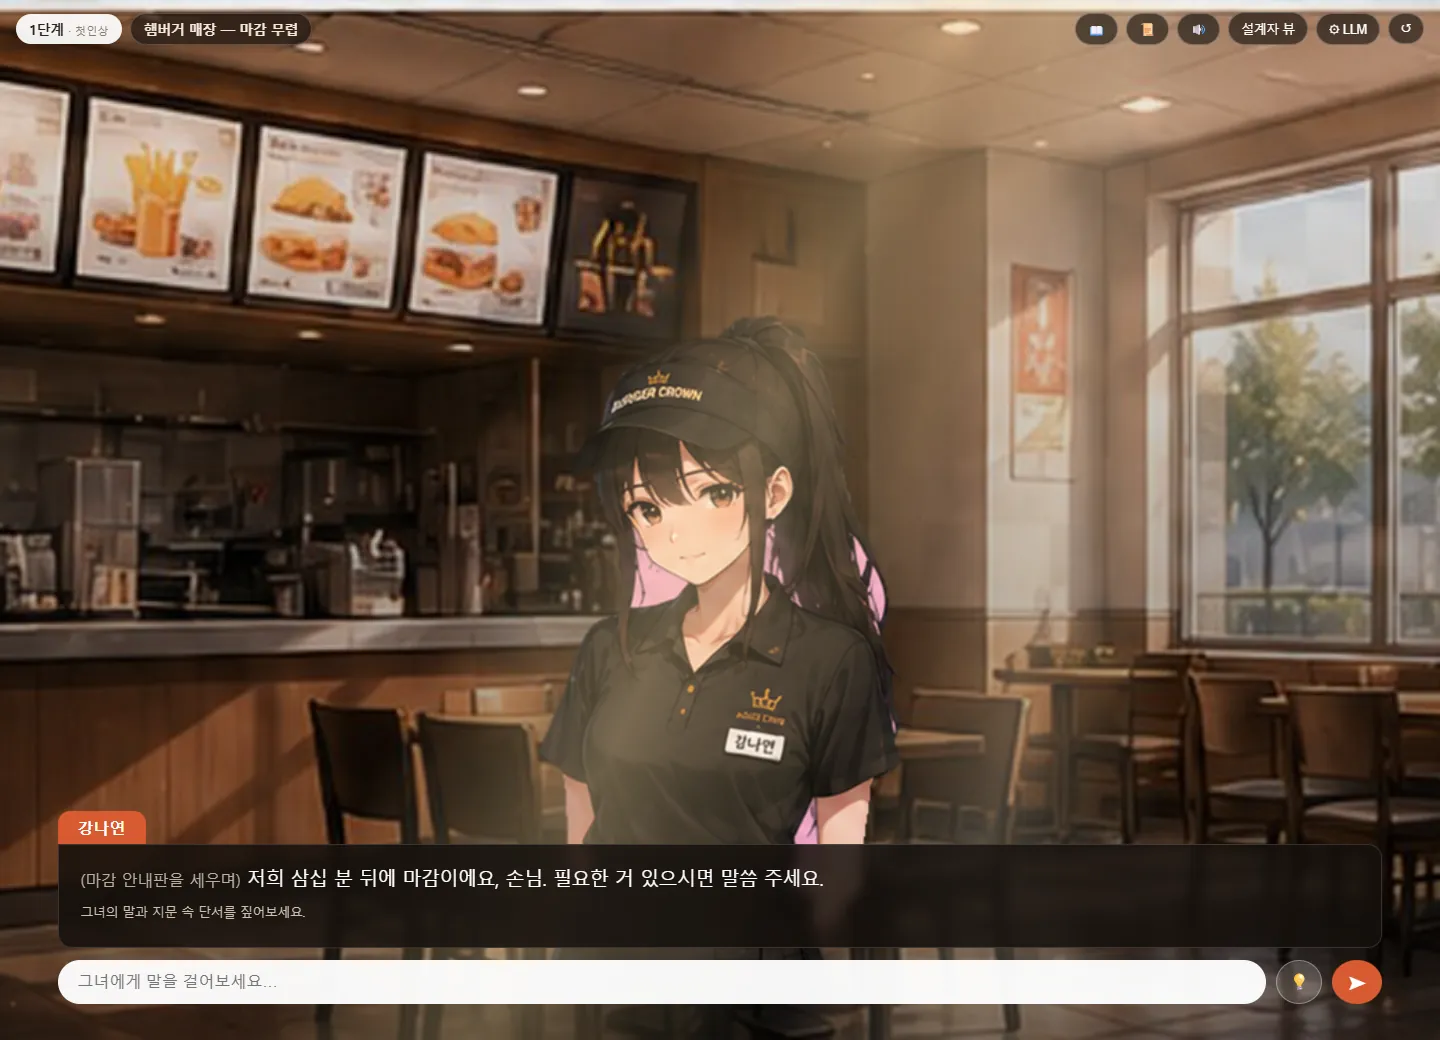 1단계 · 첫인상
햄버거 매장 — 마감 무렵
설계자 뷰
LLM
BURGER CROWN
김나연
강나연
(마감 안내판을 세우며) 저희 삼십 분 뒤에 마감이에요, 손님. 필요한 거 있으시면 말씀 주세요.
그녀의 말과 지문 속 단서를 짚어보세요.
그녀에게 말을 걸어보세요...